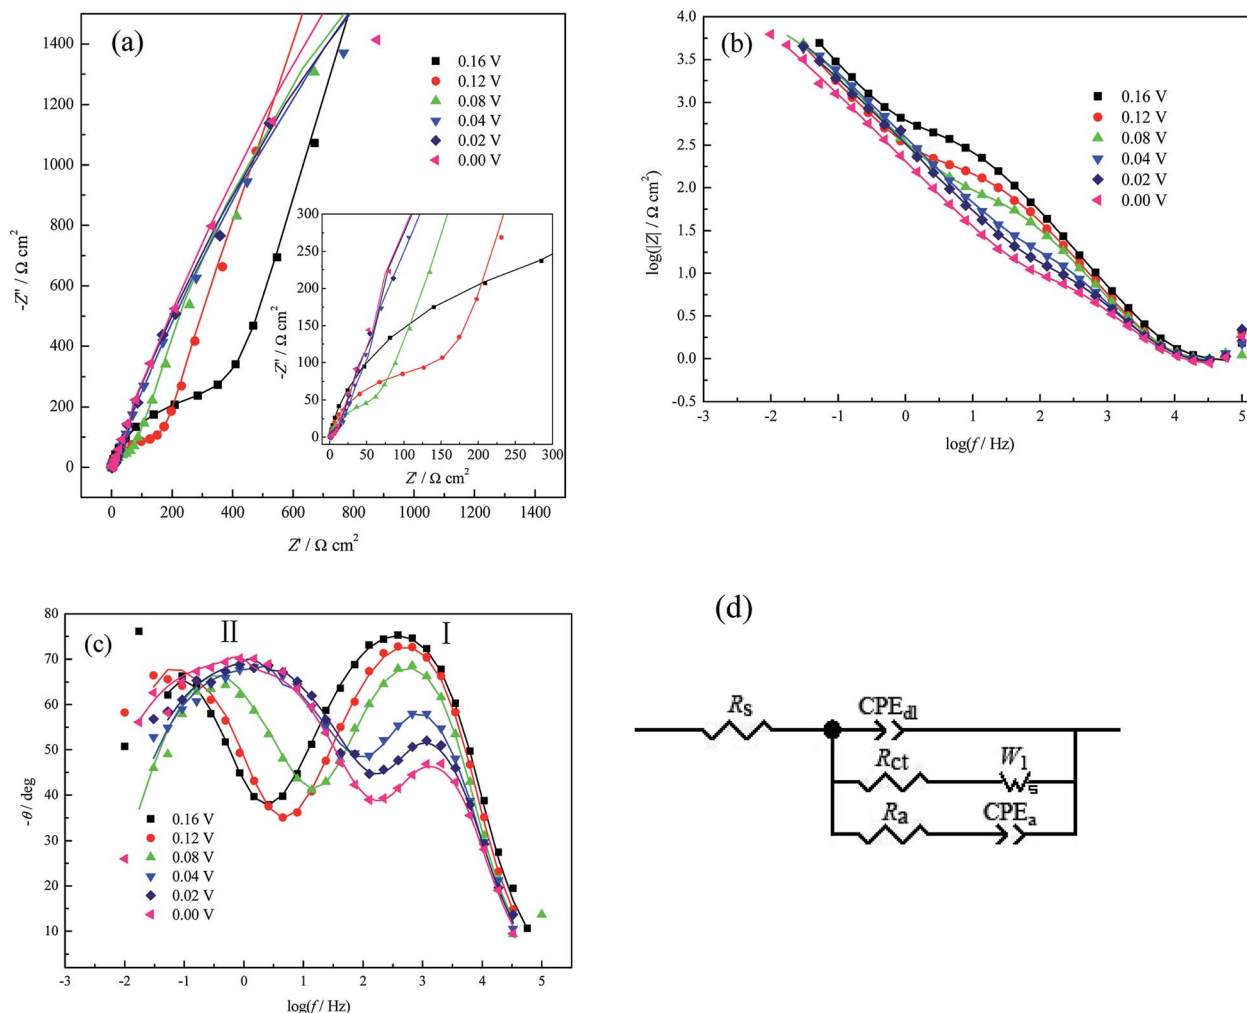 (a)
1400
1200
1000
800
600
400
200
0
-Z'' / Ω cm²
0 200 400 600 800 1000 1200 1400
Z' / Ω cm²
0.16 V
0.12 V
0.08 V
0.04 V
0.02 V
0.00 V
300
250
200
150
100
50
0
-Z'' / Ω cm²
0 50 100 150 200 250 300
Z' / Ω cm²
(b)
4.0
3.5
3.0
2.5
2.0
1.5
1.0
0.5
0.0
-0.5
log(|Z| / Ω cm²)
-3 -2 -1 0 1 2 3 4 5
log(f / Hz)
0.16 V
0.12 V
0.08 V
0.04 V
0.02 V
0.00 V
(c)
II
I
80
70
60
50
40
30
20
10
-θ / deg
-3 -2 -1 0 1 2 3 4 5
log(f / Hz)
0.16 V
0.12 V
0.08 V
0.04 V
0.02 V
0.00 V
(d)
Rs CPEdl
Rct W1
s
Ra CPEa